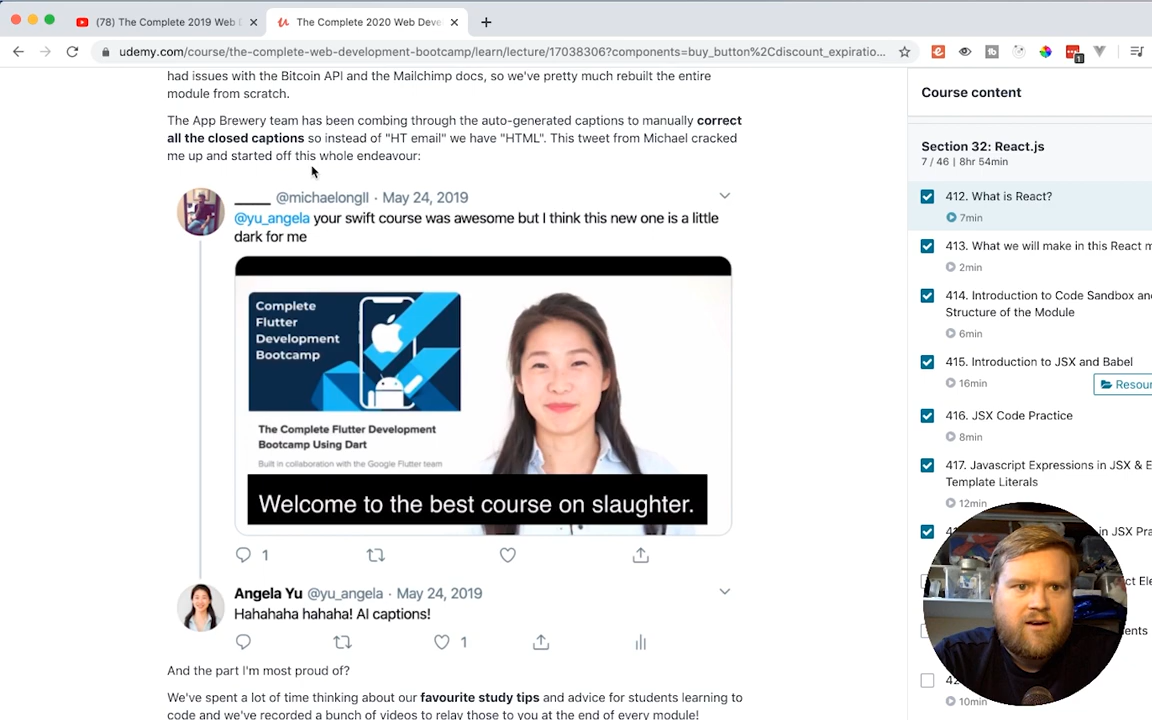 (78) The Complete 2019 Web D
The Complete 2020 Web Deve
udemy.com/course/the-complete-web-development-bootcamp/learn/lecture/17038306?components=buy_button%2Cdiscount_expiratio...
had issues with the Bitcoin API and the Mailchimp docs, so we've pretty much rebuilt the entire
module from scratch.
The App Brewery team has been combing through the auto-generated captions to manually correct
all the closed captions so instead of "HT email" we have "HTML". This tweet from Michael cracked
me up and started off this whole endeavour:
@michaelongll · May 24, 2019
@yu_angela your swift course was awesome but I think this new one is a little
dark for me
Complete
Flutter
Development
Bootcamp
The Complete Flutter Development
Bootcamp Using Dart
Built in collaboration with the Google Flutter team
Welcome to the best course on slaughter.
1
Angela Yu @yu_angela · May 24, 2019
Hahahaha hahaha! AI captions!
1
And the part I'm most proud of?
We've spent a lot of time thinking about our favourite study tips and advice for students learning to
code and we've recorded a bunch of videos to relay those to you at the end of every module!
Course content
Section 32: React.js
7 / 46 | 8hr 54min
412. What is React?
7min
413. What we will make in this React m
2min
414. Introduction to Code Sandbox an
Structure of the Module
6min
415. Introduction to JSX and Babel
16min
Resour
416. JSX Code Practice
8min
417. Javascript Expressions in JSX & E
Template Literals
12min
in JSX Pra
ct Ele
ents
10min